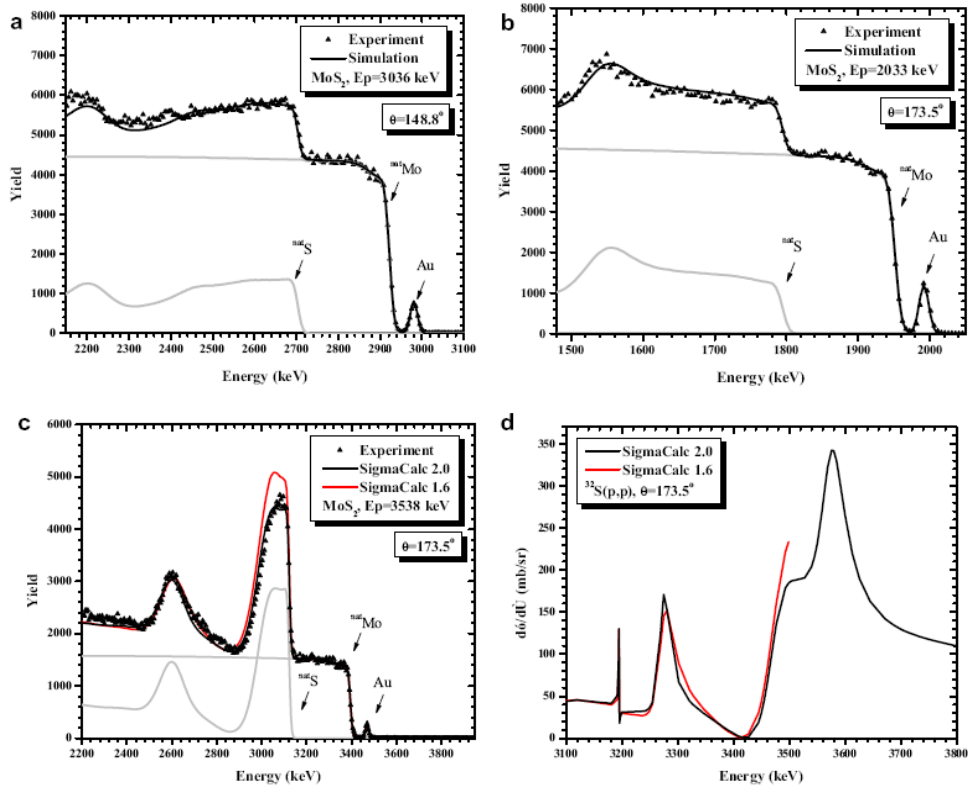 a
8000
7000
6000
5000
4000
3000
2000
1000
0
Yield
Experiment
Simulation
MoS₂, Ep=3036 keV
θ=148.8°
ⁿᵃᵗMo
ⁿᵃᵗS
Au
2200 2300 2400 2500 2600 2700 2800 2900 3000 3100
Energy (keV)
b
8000
7000
6000
5000
4000
3000
2000
1000
0
Yield
Experiment
Simulation
MoS₂, Ep=2033 keV
θ=173.5°
ⁿᵃᵗMo
ⁿᵃᵗS
Au
1500 1600 1700 1800 1900 2000
Energy (keV)
c
6000
5000
4000
3000
2000
1000
0
Yield
Experiment
SigmaCalc 2.0
SigmaCalc 1.6
MoS₂, Ep=3538 keV
θ=173.5°
ⁿᵃᵗMo
ⁿᵃᵗS
Au
2200 2400 2600 2800 3000 3200 3400 3600 3800
Energy (keV)
d
350
300
250
200
150
100
50
0
dó/dÙ (mb/sr)
SigmaCalc 2.0
SigmaCalc 1.6
³²S(p,p), θ=173.5°
3100 3200 3300 3400 3500 3600 3700 3800
Energy (keV)